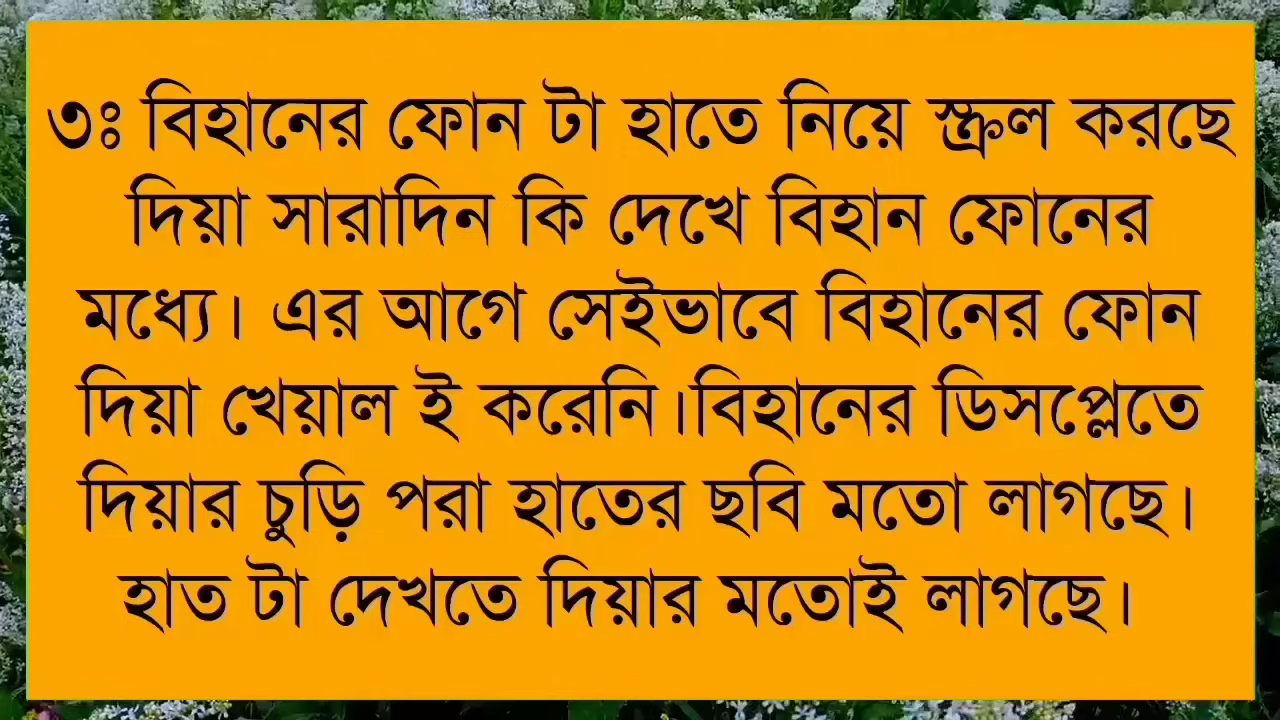 ৩ঃ বিহানের ফোন টা হাতে নিয়ে স্ক্রল করছে
দিয়া সারাদিন কি দেখে বিহান ফোনের
মধ্যে। এর আগে সেইভাবে বিহানের ফোন
দিয়া খেয়াল ই করেনি।বিহানের ডিসপ্লেতে
দিয়ার চুড়ি পরা হাতের ছবি মতো লাগছে।
হাত টা দেখতে দিয়ার মতোই লাগছে।